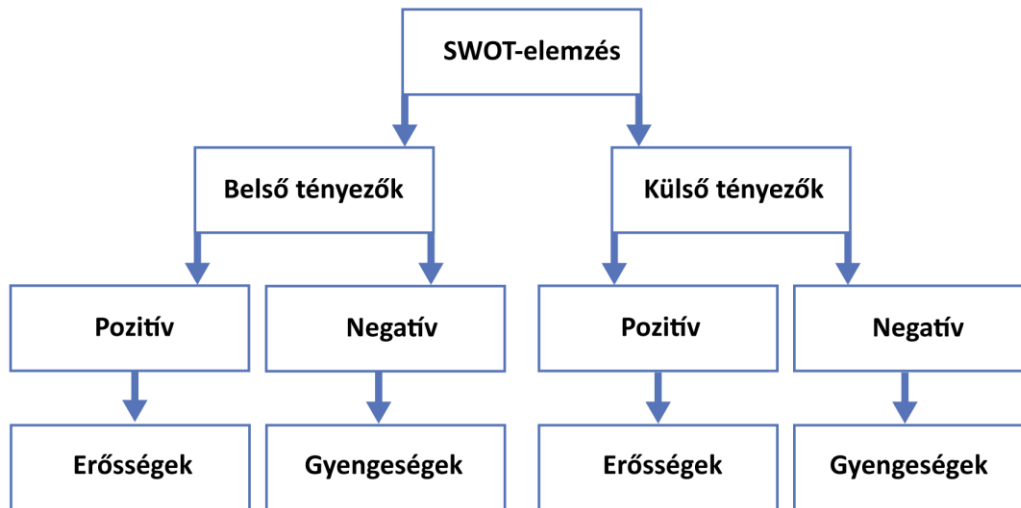 SWOT-elemzés
Belső tényezők
Külső tényezők
Pozitív
Negatív
Pozitív
Negatív
Erősségek
Gyengeségek
Erősségek
Gyengeségek